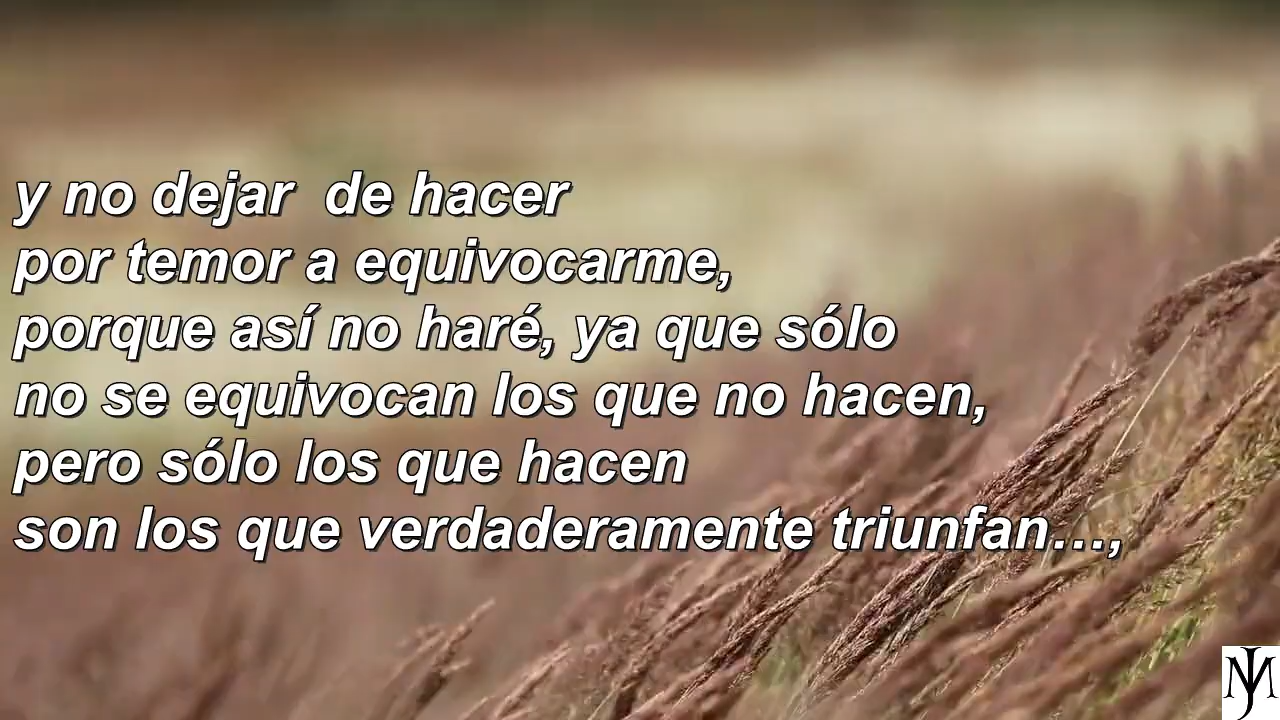 y no dejar  de hacer
por temor a equivocarme,
porque así no haré, ya que sólo
no se equivocan los que no hacen,
pero sólo los que hacen
son los que verdaderamente triunfan...,